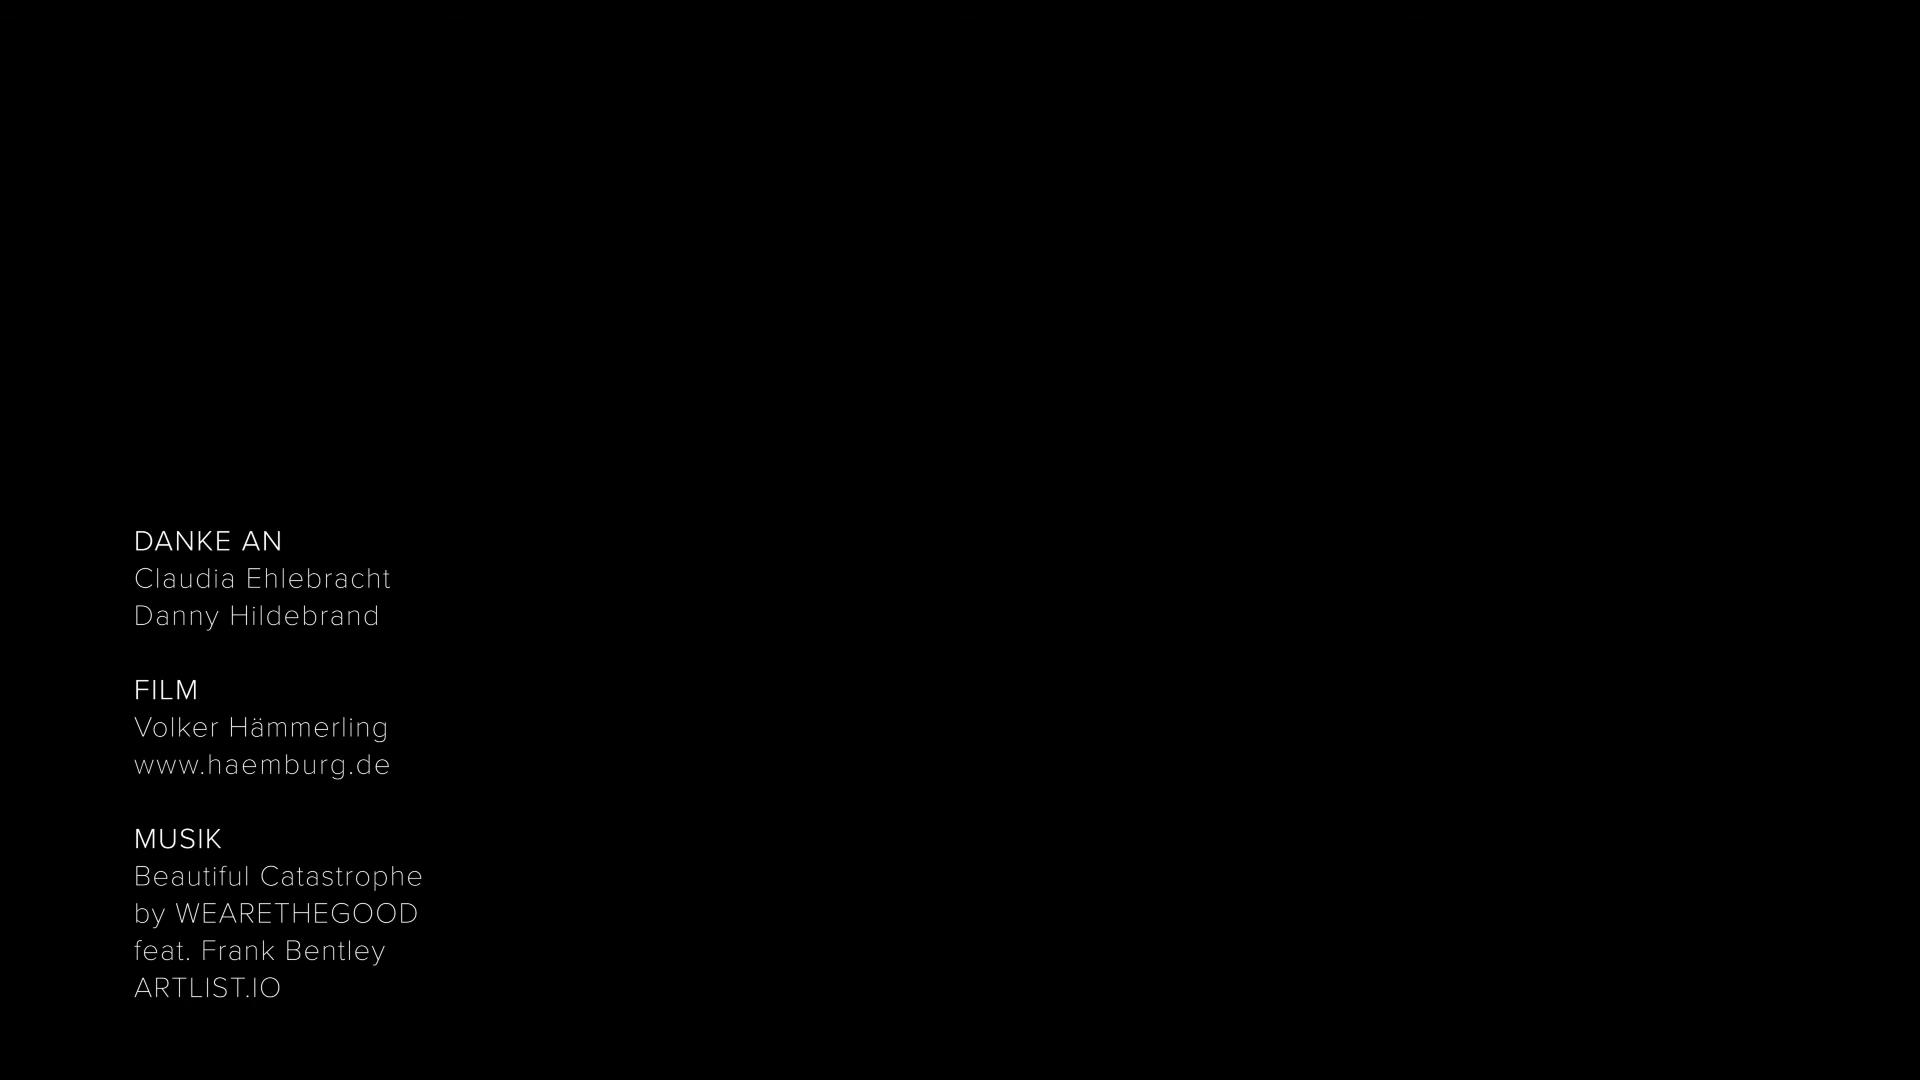 DANKE AN
Claudia Ehlebracht
Danny Hildebrand
FILM
Volker Hämmerling
www.haemburg.de
MUSIK
Beautiful Catastrophe
by WEARETHEGOOD
feat. Frank Bentley
ARTLIST.IO